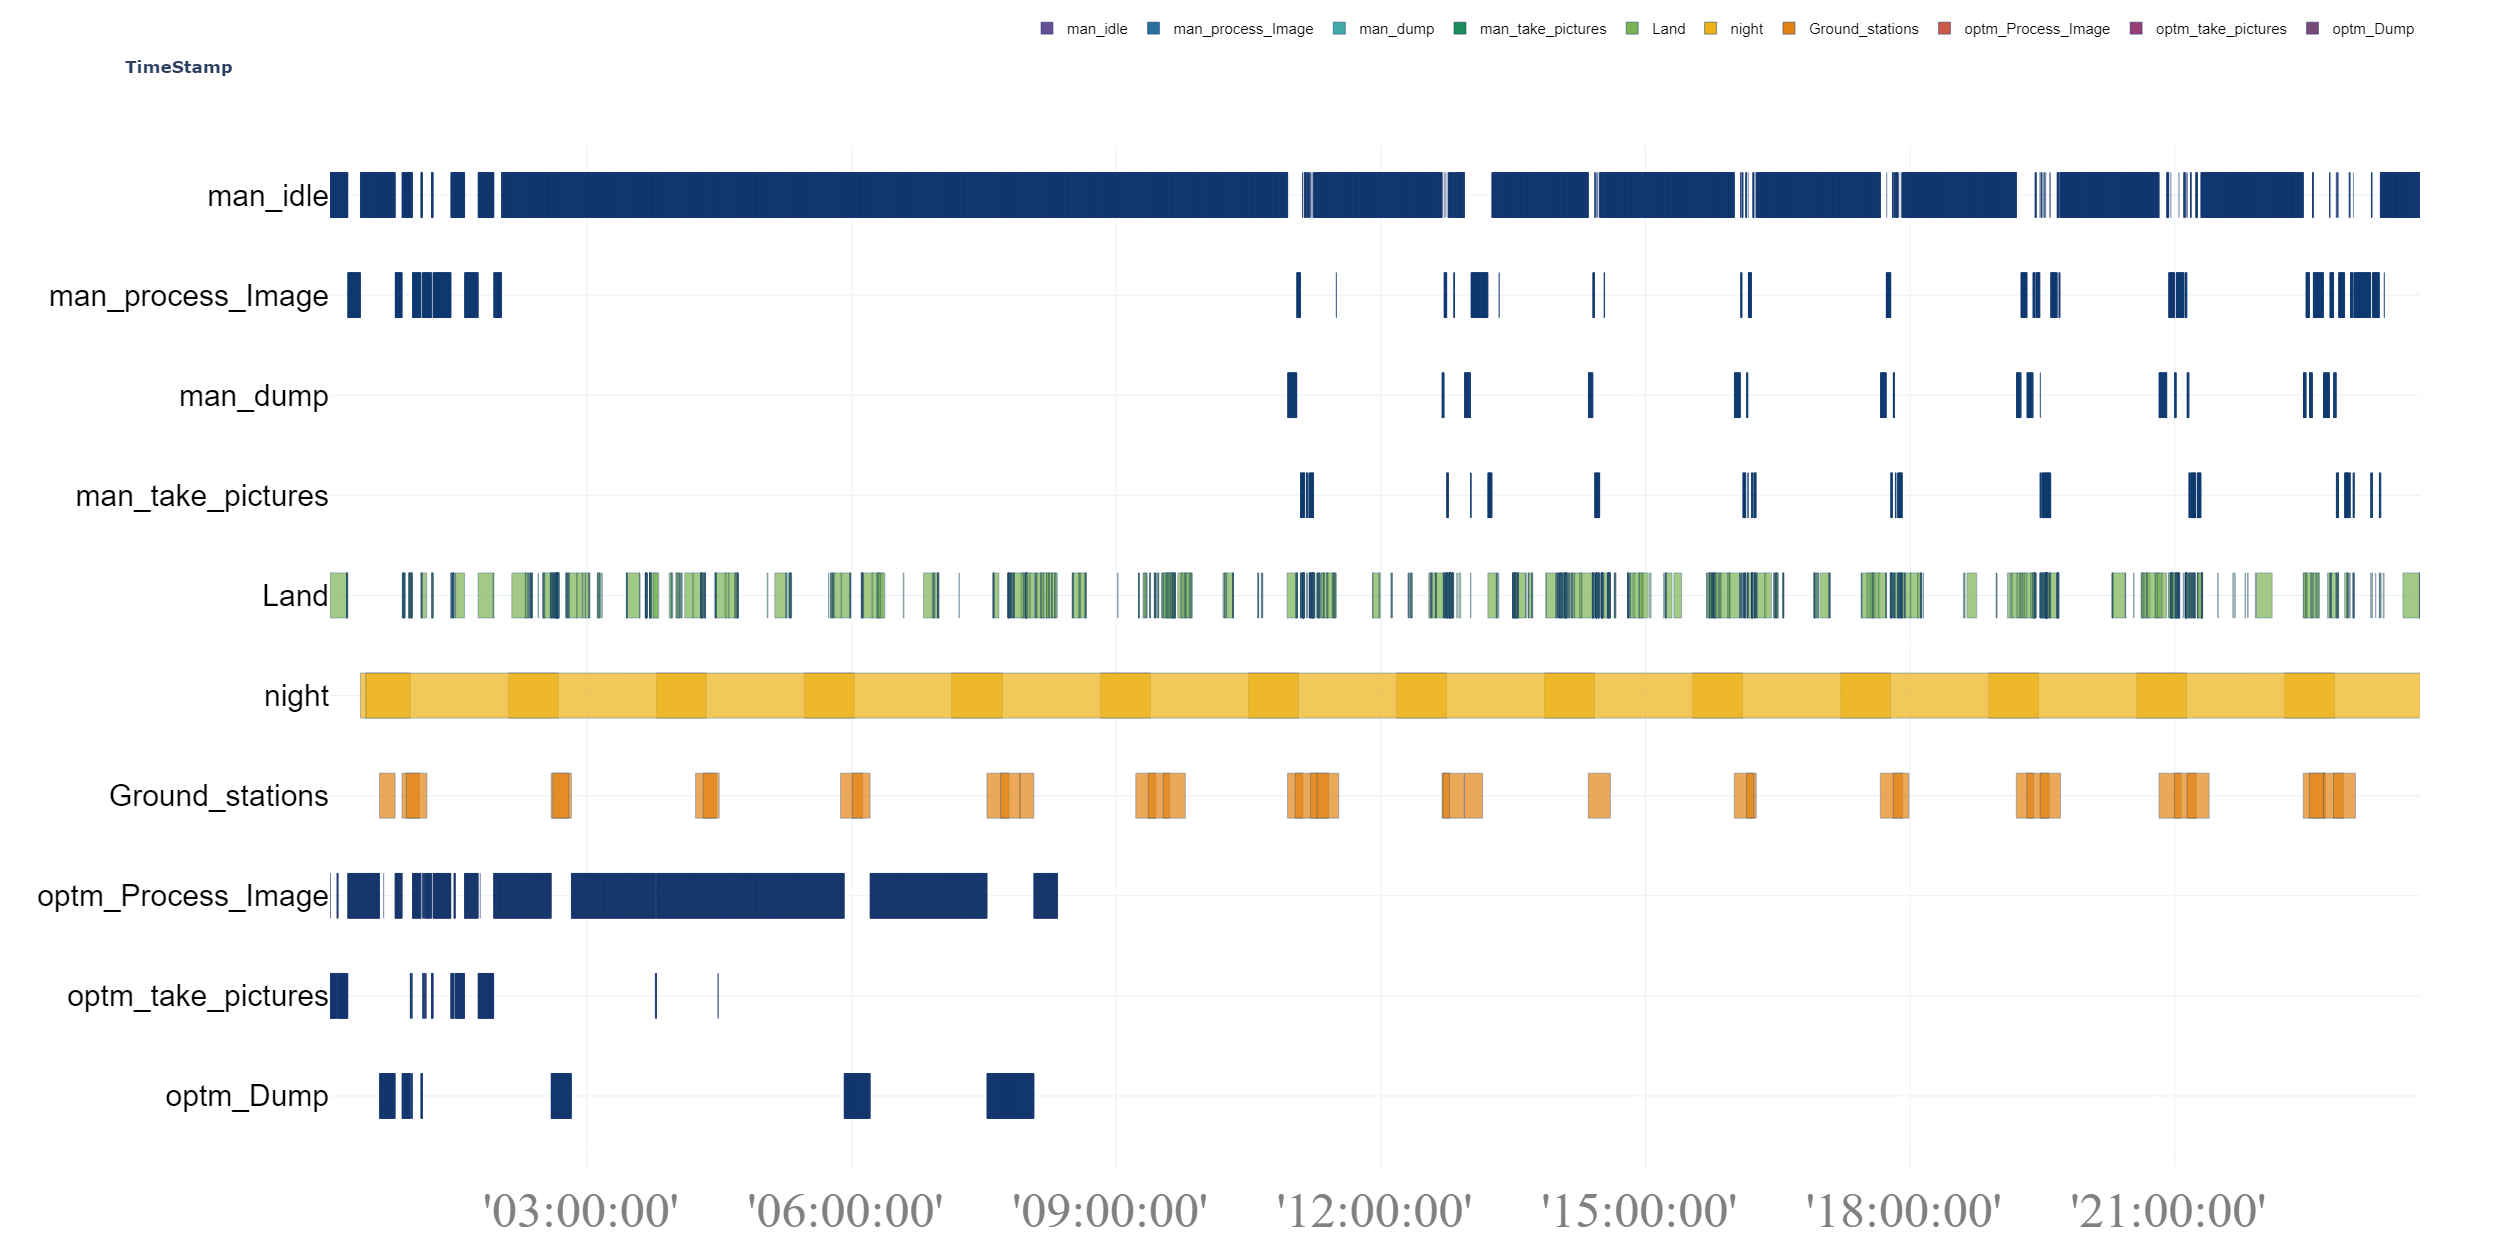 man_idle man_process_Image man_dump man_take_pictures Land night Ground_stations optm_Process_Image optm_take_pictures optm_Dump
TimeStamp
man_idle
man_process_Image
man_dump
man_take_pictures
Land
night
Ground_stations
optm_Process_Image
optm_take_pictures
optm_Dump
'03:00:00' '06:00:00' '09:00:00' '12:00:00' '15:00:00' '18:00:00' '21:00:00'